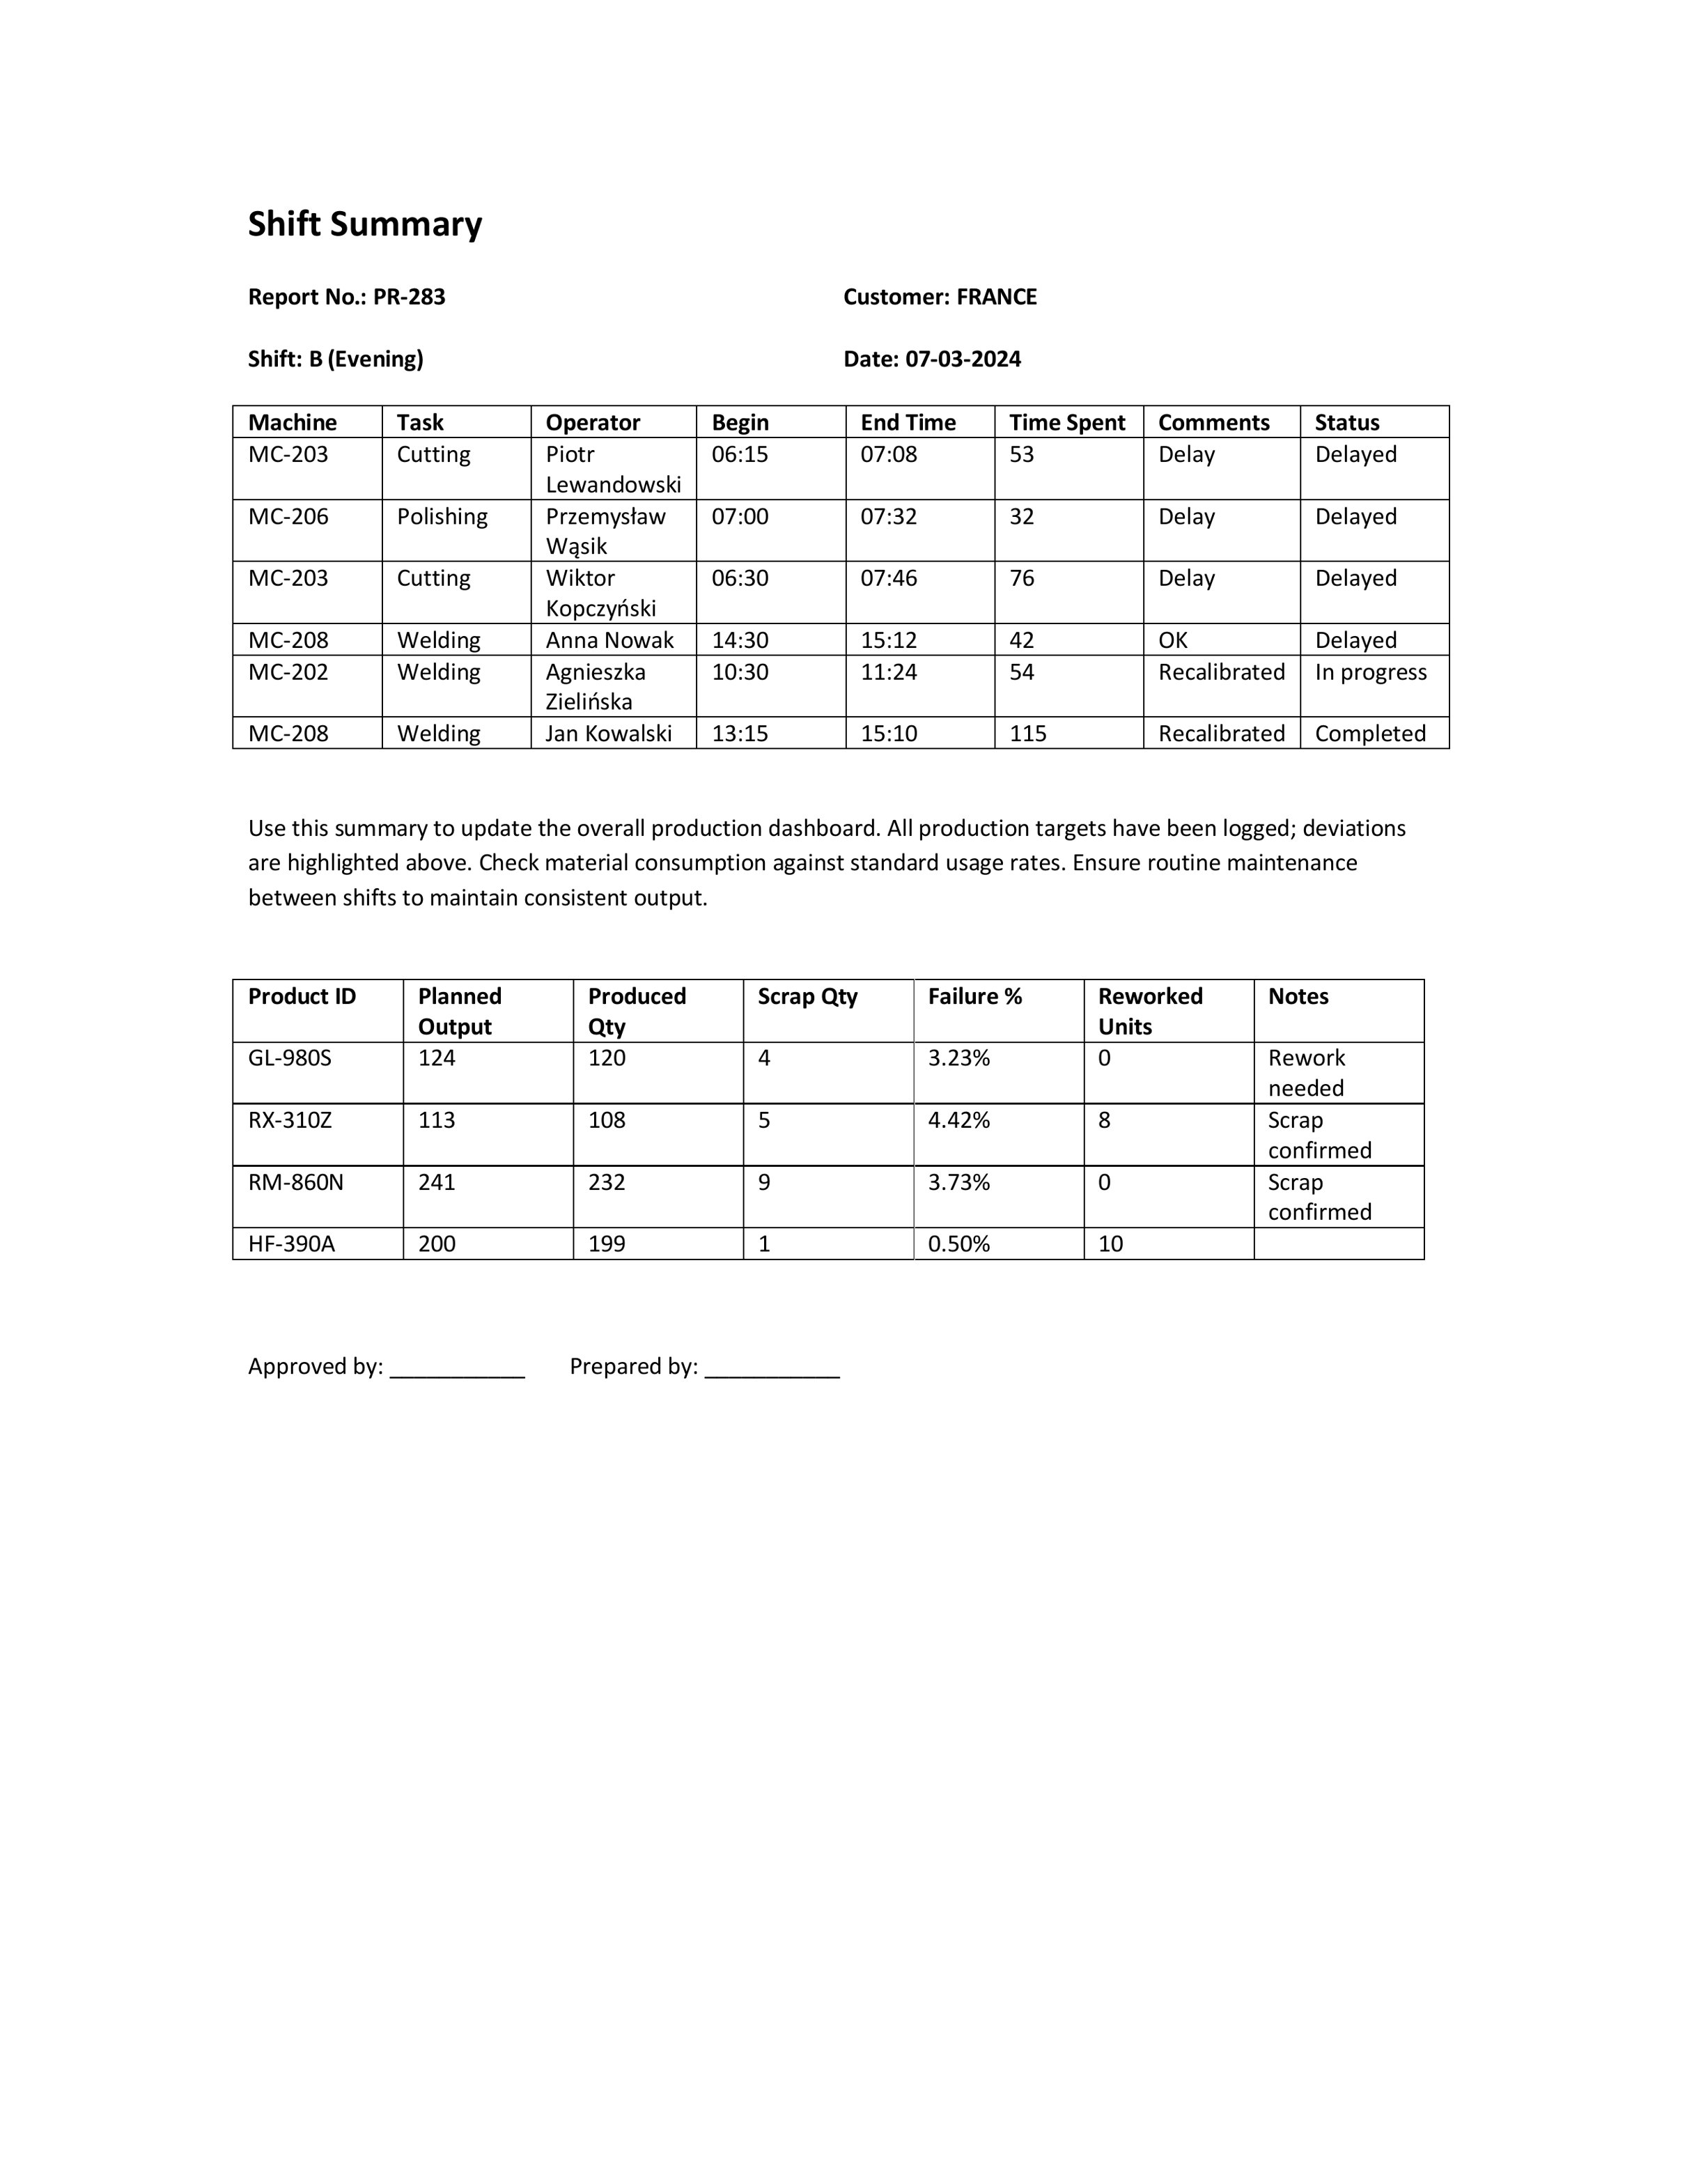 Shift Summary
Report No.: PR-283 Customer: FRANCE
Shift: B (Evening) Date: 07-03-2024
Machine Task Operator Begin End Time Time Spent Comments Status
MC-203 Cutting Piotr Lewandowski 06:15 07:08 53 Delay Delayed
MC-206 Polishing Przemysław Wąsik 07:00 07:32 32 Delay Delayed
MC-203 Cutting Wiktor Kopczyński 06:30 07:46 76 Delay Delayed
MC-208 Welding Anna Nowak 14:30 15:12 42 OK Delayed
MC-202 Welding Agnieszka Zielińska 10:30 11:24 54 Recalibrated In progress
MC-208 Welding Jan Kowalski 13:15 15:10 115 Recalibrated Completed
Use this summary to update the overall production dashboard. All production targets have been logged; deviations
are highlighted above. Check material consumption against standard usage rates. Ensure routine maintenance
between shifts to maintain consistent output.
Product ID Planned Output Produced Qty Scrap Qty Failure % Reworked Units Notes
GL-980S 124 120 4 3.23% 0 Rework needed
RX-310Z 113 108 5 4.42% 8 Scrap confirmed
RM-860N 241 232 9 3.73% 0 Scrap confirmed
HF-390A 200 199 1 0.50% 10
Approved by: ___________ Prepared by: ___________